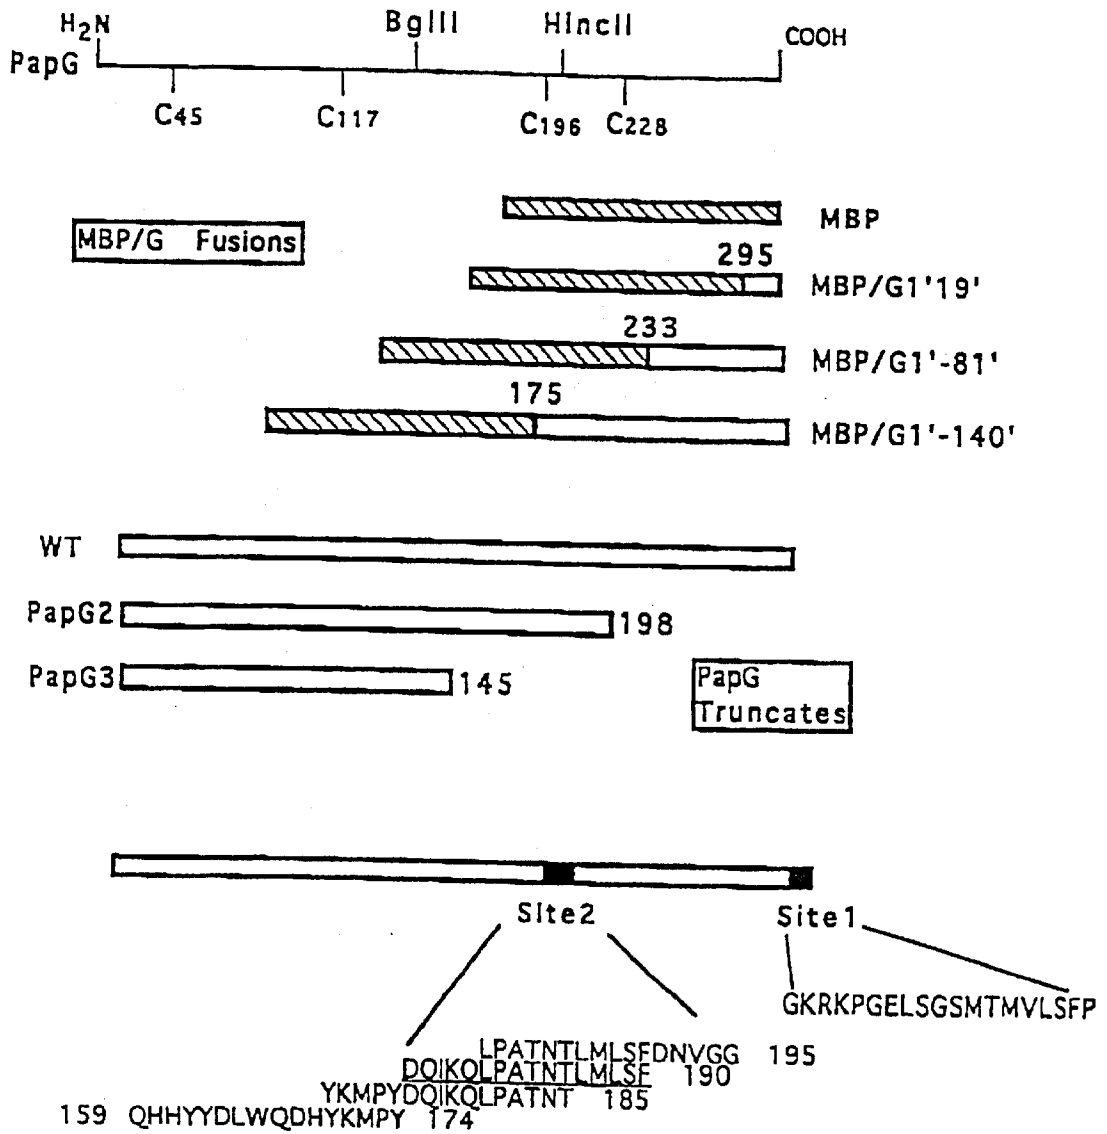 H2N BglII HincII COOH
PapG
C45 C117 C196 C228
MBP
MBP/G Fusions
295
MBP/G1'19'
233
MBP/G1'-81'
175
MBP/G1'-140'
WT
PapG2 198
PapG3 145
PapG
Truncates
Site2 Site1
GKRKPGELSGSMTMVLSFP
LPATNTLMLSFDNVGG 195
DQIKQLPATNTLMLSF 190
YKMPYDQIKQLPATNT 185
159 QHHYYDLWQDHYKMPY 174